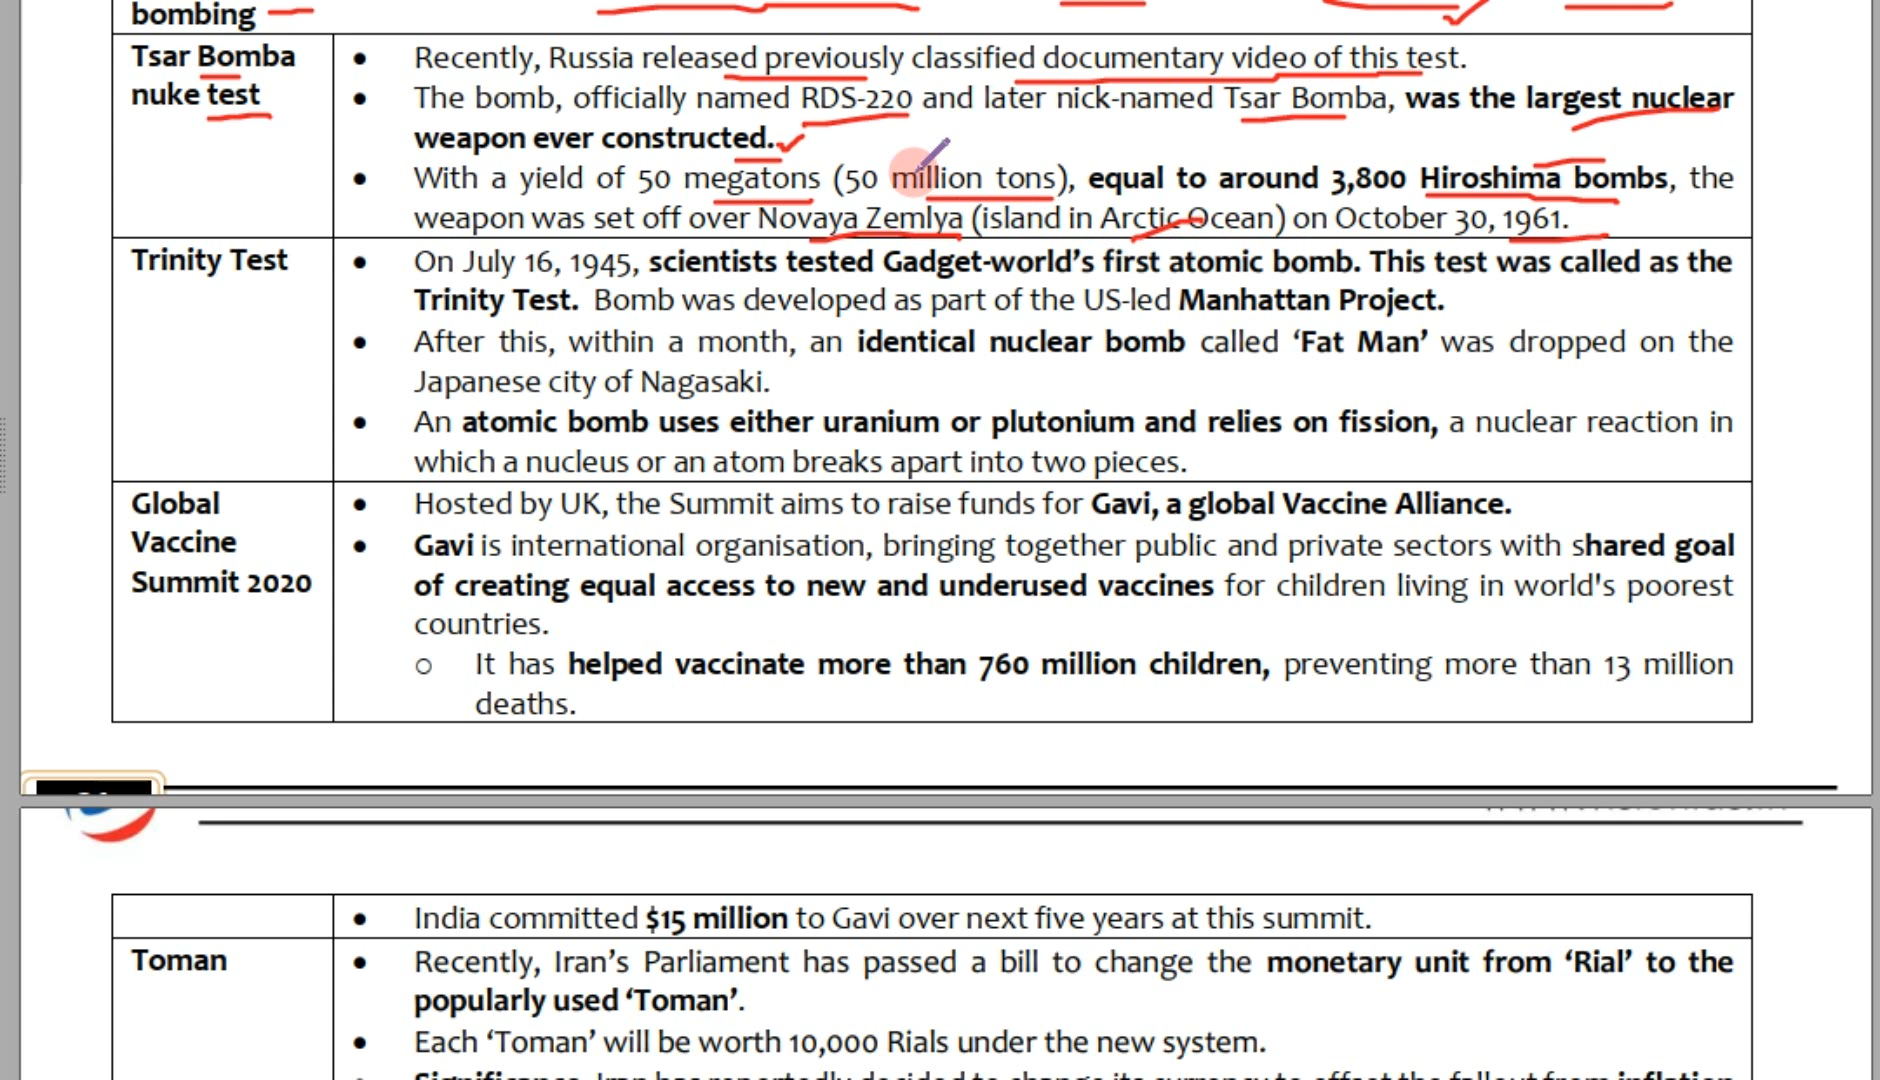 bombing
Tsar Bomba
nuke test
• Recently, Russia released previously classified documentary video of this test.
• The bomb, officially named RDS-220 and later nick-named Tsar Bomba, was the largest nuclear
weapon ever constructed.
• With a yield of 50 megatons (50 million tons), equal to around 3,800 Hiroshima bombs, the
weapon was set off over Novaya Zemlya (island in Arctic Ocean) on October 30, 1961.
Trinity Test
• On July 16, 1945, scientists tested Gadget-world’s first atomic bomb. This test was called as the
Trinity Test. Bomb was developed as part of the US-led Manhattan Project.
• After this, within a month, an identical nuclear bomb called ‘Fat Man’ was dropped on the
Japanese city of Nagasaki.
• An atomic bomb uses either uranium or plutonium and relies on fission, a nuclear reaction in
which a nucleus or an atom breaks apart into two pieces.
Global
Vaccine
Summit 2020
• Hosted by UK, the Summit aims to raise funds for Gavi, a global Vaccine Alliance.
• Gavi is international organisation, bringing together public and private sectors with shared goal
of creating equal access to new and underused vaccines for children living in world's poorest
countries.
o It has helped vaccinate more than 760 million children, preventing more than 13 million
deaths.
• India committed $15 million to Gavi over next five years at this summit.
Toman
• Recently, Iran’s Parliament has passed a bill to change the monetary unit from ‘Rial’ to the
popularly used ‘Toman’.
• Each ‘Toman’ will be worth 10,000 Rials under the new system.